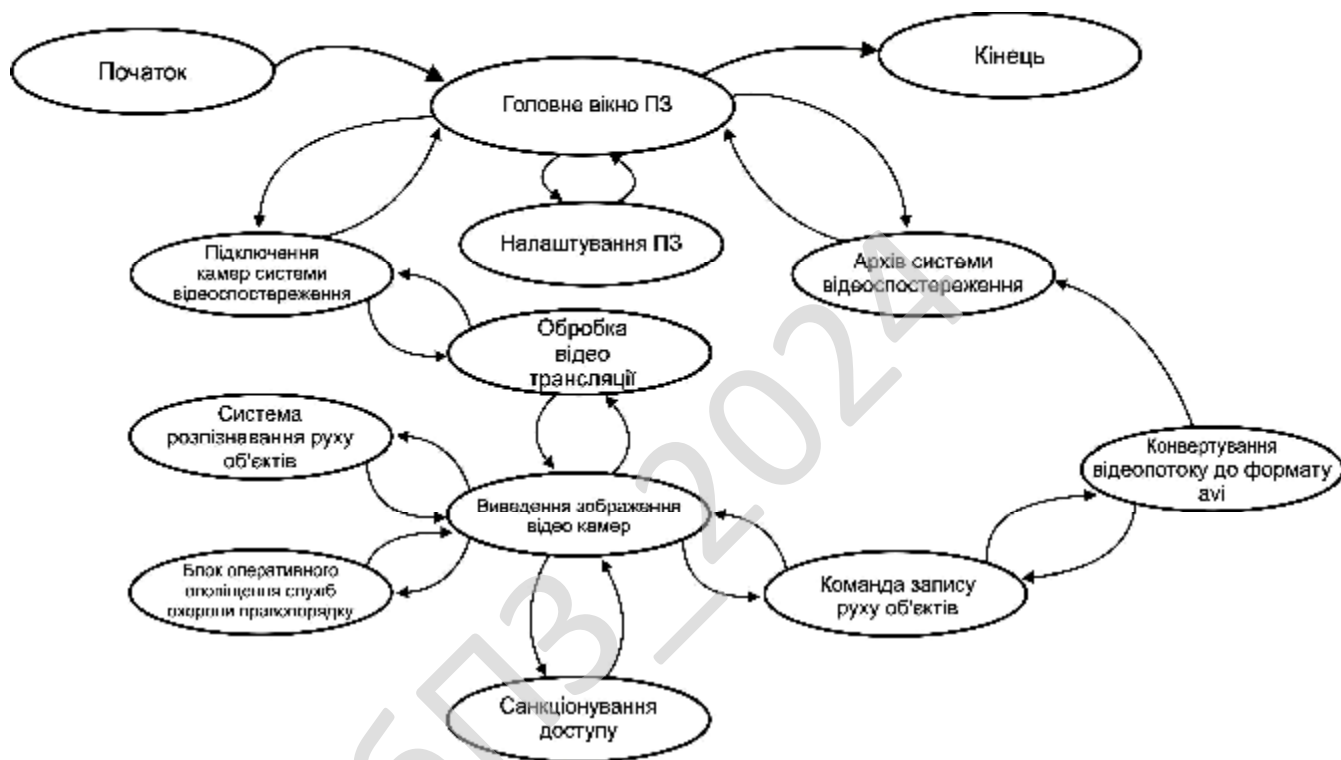 Початок
Кінець
Головне вікно ПЗ
Налаштування ПЗ
Підключення
камер системи
відеоспостереження
Архів системи
відеоспостереження
Обробка
відео
трансляції
Система
розпізнавання руху
об'єктів
Конвертування
відеопотоку до формату
avi
Виведення зображення
відео камер
Блок оперативного
оповіщення служб
охорони правопорядку
Команда запису
руху об'єктів
Санкціонування
доступу
бПЗ_2024